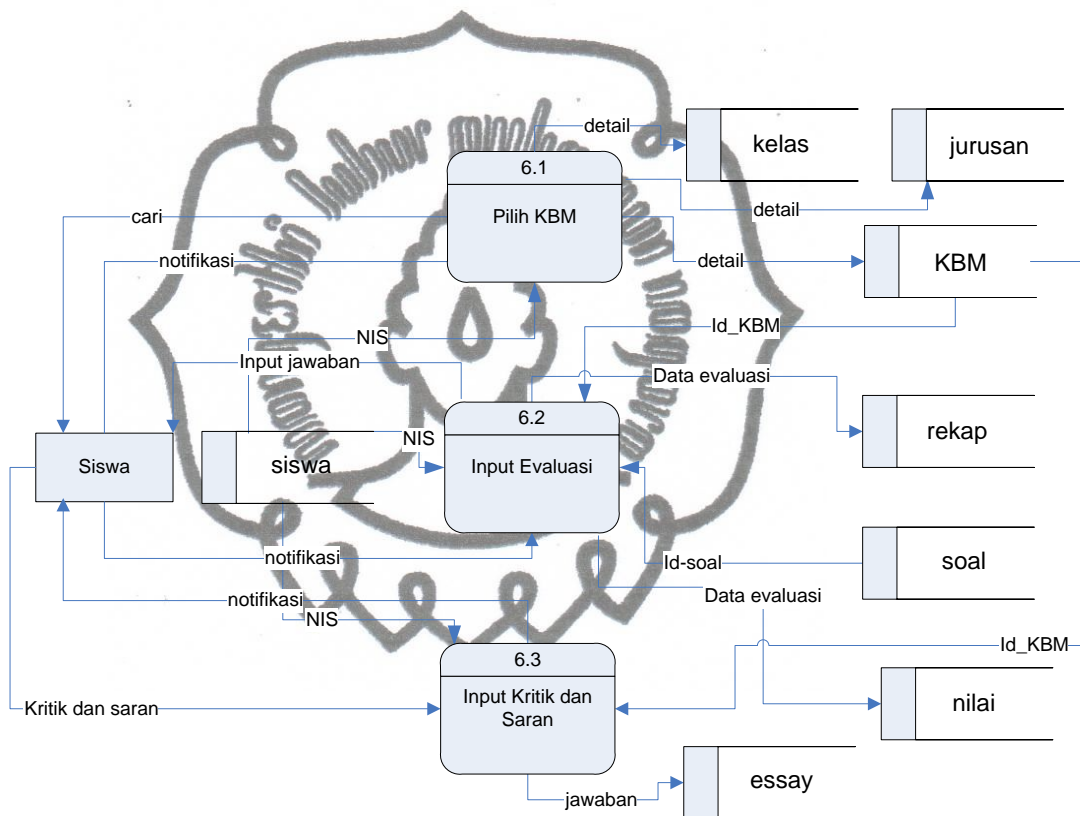 detail
kelas
jurusan
6.1
Pilih KBM
cari
detail
notifikasi
detail
KBM
Id_KBM
NIS
Input jawaban
Data evaluasi
6.2
rekap
NIS
Siswa
siswa
Input Evaluasi
notifikasi
Id-soal
soal
notifikasi
Data evaluasi
NIS
Id_KBM
6.3
Input Kritik dan
Saran
nilai
Kritik dan saran
essay
jawaban